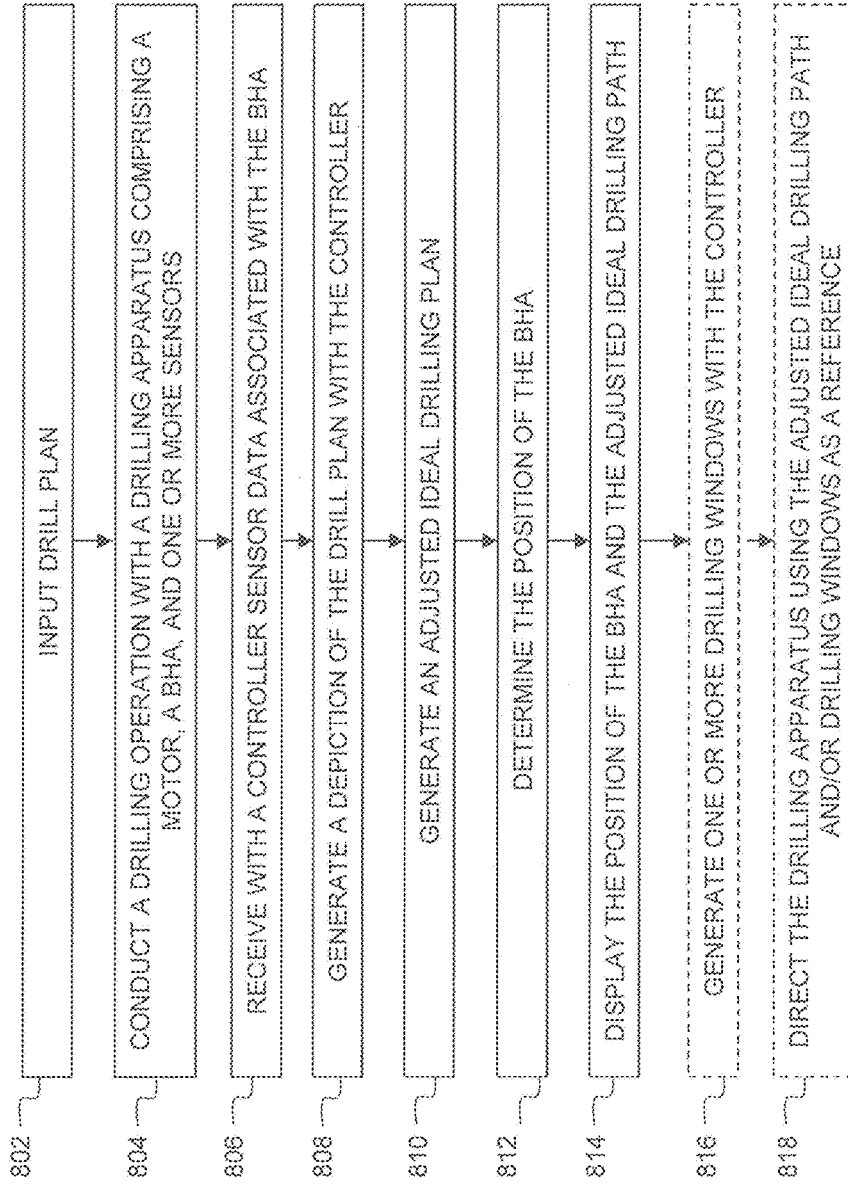 802
INPUT DRILL PLAN
804
CONDUCT A DRILLING OPERATION WITH A DRILLING APPARATUS COMPRISING A
MOTOR, A BHA, AND ONE OR MORE SENSORS
806
RECEIVE WITH A CONTROLLER SENSOR DATA ASSOCIATED WITH THE BHA
808
GENERATE A DEPICTION OF THE DRILL PLAN WITH THE CONTROLLER
810
GENERATE AN ADJUSTED IDEAL DRILLING PLAN
812
DETERMINE THE POSITION OF THE BHA
814
DISPLAY THE POSITION OF THE BHA AND THE ADJUSTED IDEAL DRILLING PATH
816
GENERATE ONE OR MORE DRILLING WINDOWS WITH THE CONTROLLER
818
DIRECT THE DRILLING APPARATUS USING THE ADJUSTED IDEAL DRILLING PATH
AND/OR DRILLING WINDOWS AS A REFERENCE